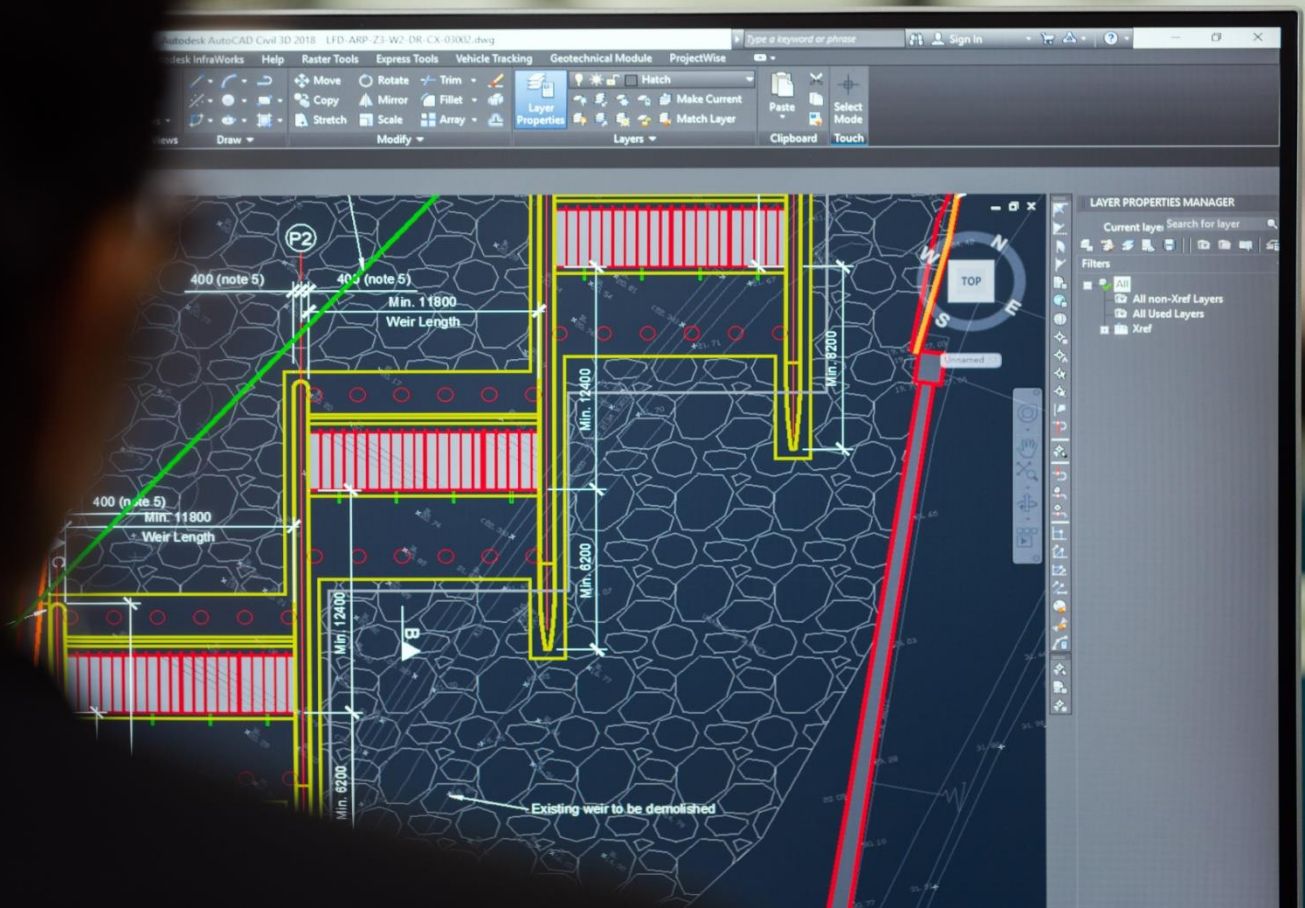 Autodesk AutoCAD Civil 3D 2018 LFD-ARP-Z3-W2-DR-CX-03002.dwg
Type a keyword or phrase
Sign In
desk InfraWorks Help Raster Tools Express Tools Vehicle Tracking Geotechnical Module ProjectWise
Move Rotate Trim
Copy Mirror Fillet
Stretch Scale Array
Layer
Properties
Hatch
Make Current
Match Layer
Paste
Select
Mode
iews Draw Modify Layers Clipboard Touch
LAYER PROPERTIES MANAGER
Current laye Search for layer
Filters
All
All non-Xref Layers
All Used Layers
Xref
N
W
TOP
E
S
Unnamed
P2
400 (note 5)
400 (note 5)
Min. 11800
Weir Length
Min. 8200
Min. 12400
400 (note 5)
Min. 11800
Weir Length
C
Min. 6200
Min. 12400
B
Min. 6200
Existing weir to be demolished